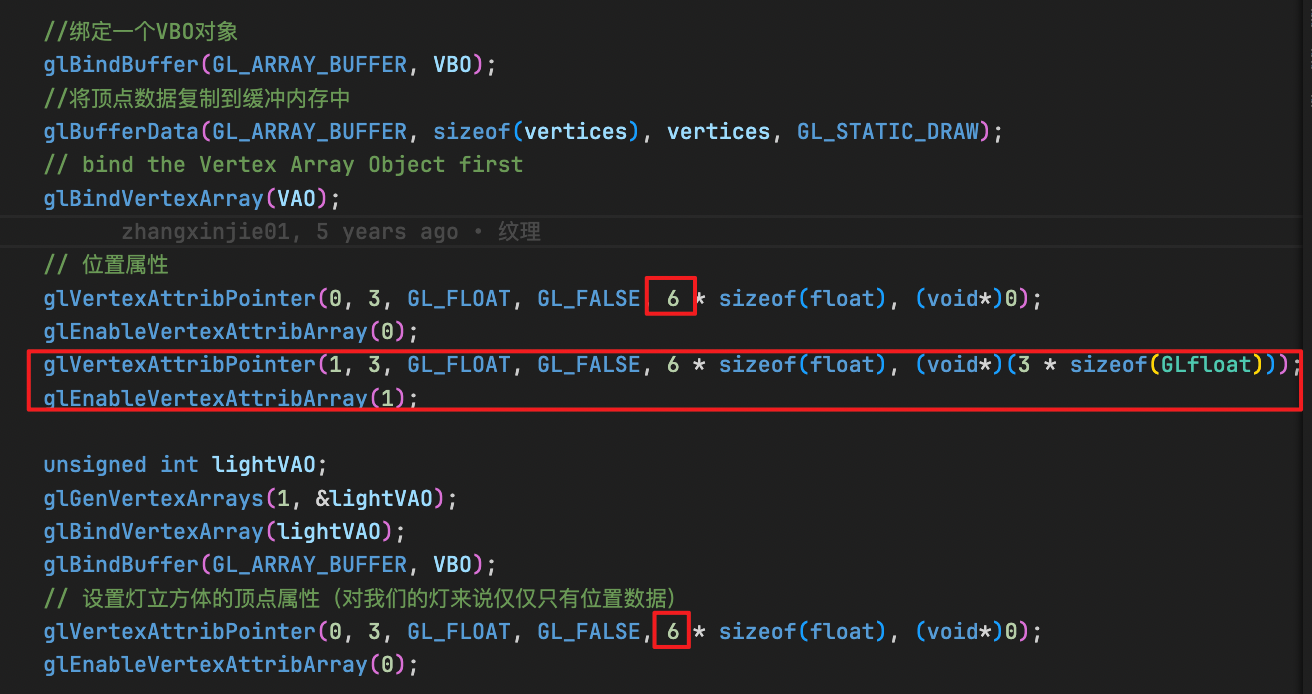 //绑定一个VBO对象
glBindBuffer(GL_ARRAY_BUFFER, VBO);
//将顶点数据复制到缓冲内存中
glBufferData(GL_ARRAY_BUFFER, sizeof(vertices), vertices, GL_STATIC_DRAW);
// bind the Vertex Array Object first
glBindVertexArray(VAO);
zhangxinjie01, 5 years ago • 纹理
// 位置属性
glVertexAttribPointer(0, 3, GL_FLOAT, GL_FALSE, 6 * sizeof(float), (void*)0);
glEnableVertexAttribArray(0);
glVertexAttribPointer(1, 3, GL_FLOAT, GL_FALSE, 6 * sizeof(float), (void*)(3 * sizeof(GLfloat)));
glEnableVertexAttribArray(1);
unsigned int lightVAO;
glGenVertexArrays(1, &lightVAO);
glBindVertexArray(lightVAO);
glBindBuffer(GL_ARRAY_BUFFER, VBO);
// 设置灯立方体的顶点属性（对我们的灯来说仅仅只有位置数据）
glVertexAttribPointer(0, 3, GL_FLOAT, GL_FALSE, 6 * sizeof(float), (void*)0);
glEnableVertexAttribArray(0);